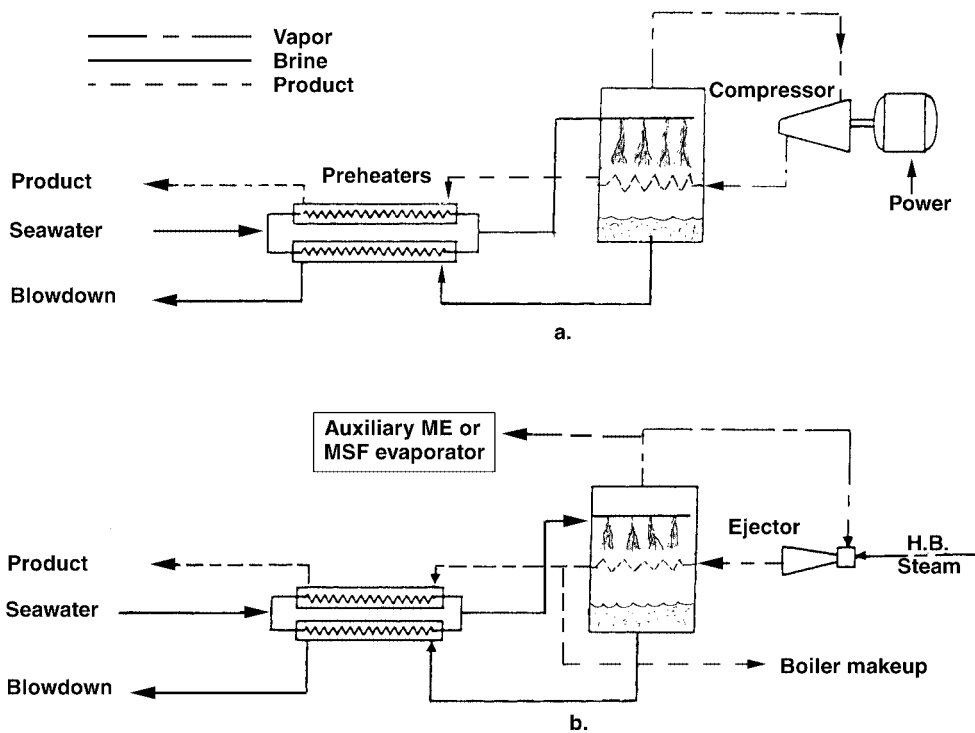 Vapor
Brine
Product
Compressor
Product
Preheaters
Seawater
Power
Blowdown
a.
Auxiliary ME or
MSF evaporator
Ejector
H.B.
Steam
Product
Seawater
Boiler makeup
Blowdown
b.